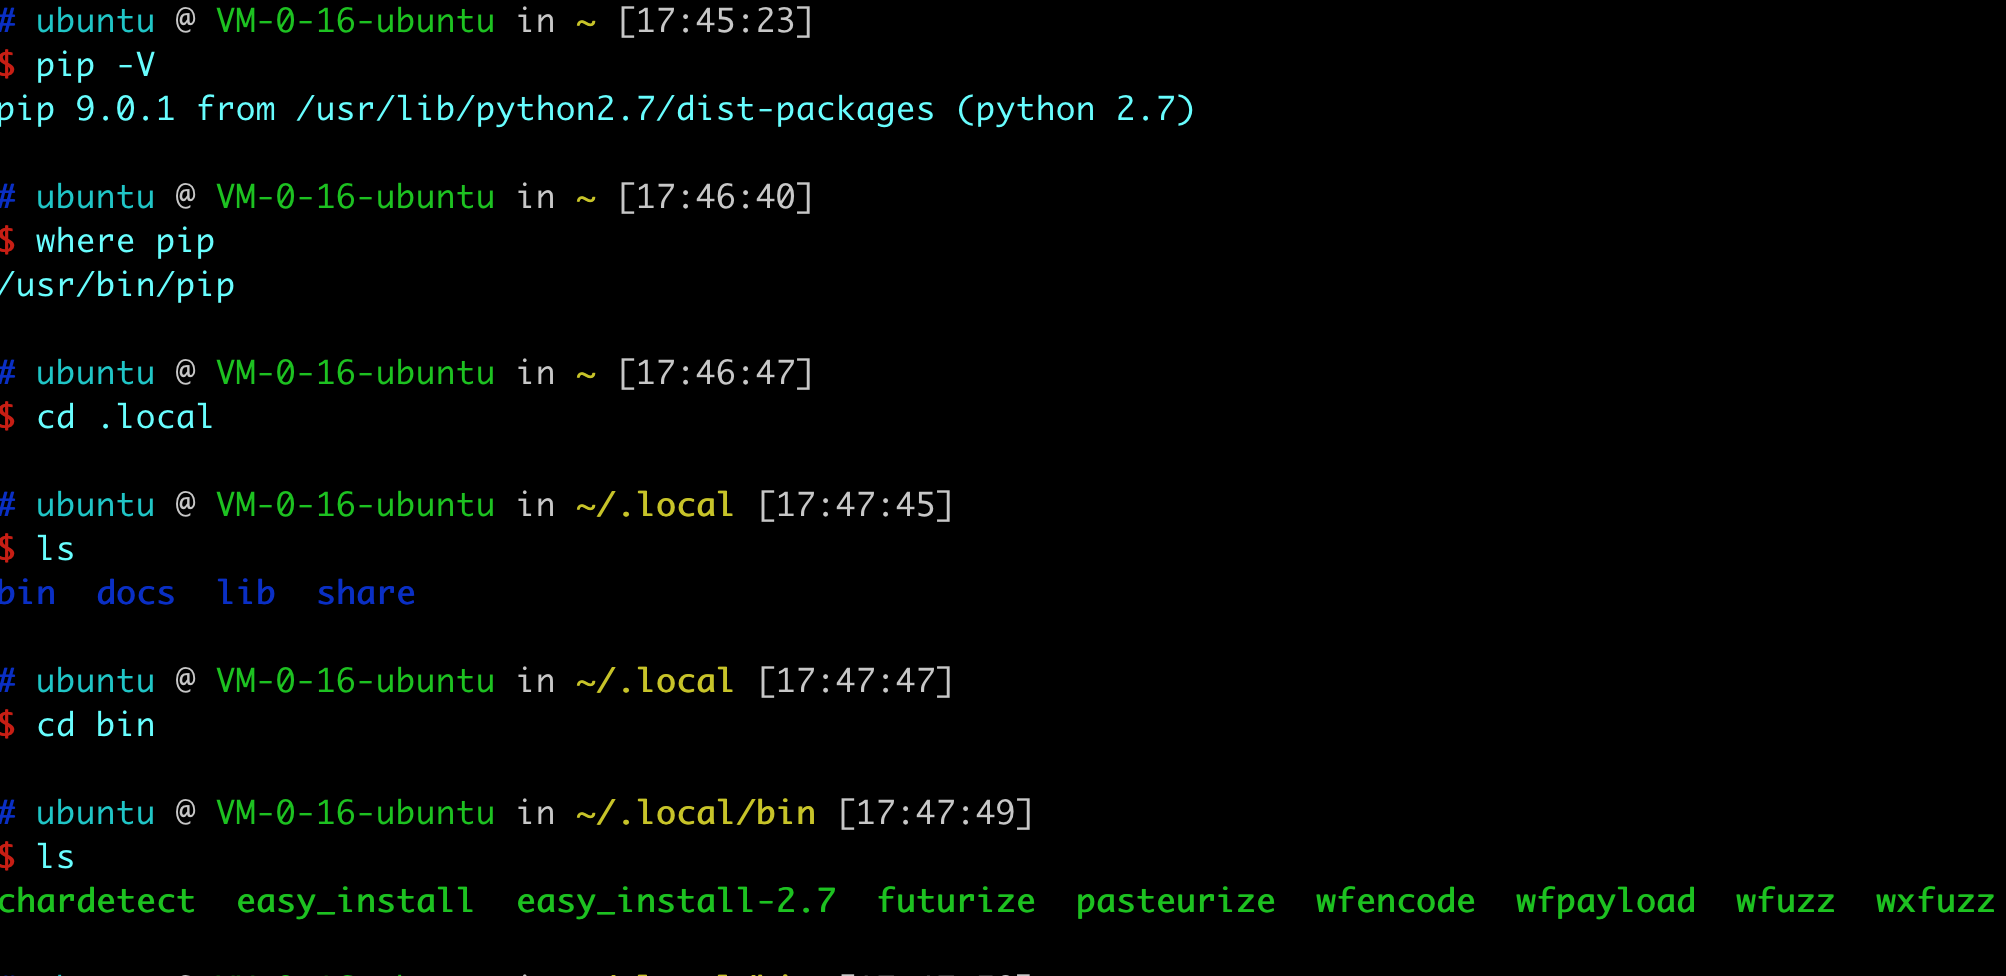 # ubuntu @ VM-0-16-ubuntu in ~ [17:45:23]
$ pip -V
pip 9.0.1 from /usr/lib/python2.7/dist-packages (python 2.7)
# ubuntu @ VM-0-16-ubuntu in ~ [17:46:40]
$ where pip
/usr/bin/pip
# ubuntu @ VM-0-16-ubuntu in ~ [17:46:47]
$ cd .local
# ubuntu @ VM-0-16-ubuntu in ~/.local [17:47:45]
$ ls
bin  docs  lib  share
# ubuntu @ VM-0-16-ubuntu in ~/.local [17:47:47]
$ cd bin
# ubuntu @ VM-0-16-ubuntu in ~/.local/bin [17:47:49]
$ ls
chardetect  easy_install  easy_install-2.7  futurize  pasteurize  wfencode  wfpayload  wfuzz  wxfuzz